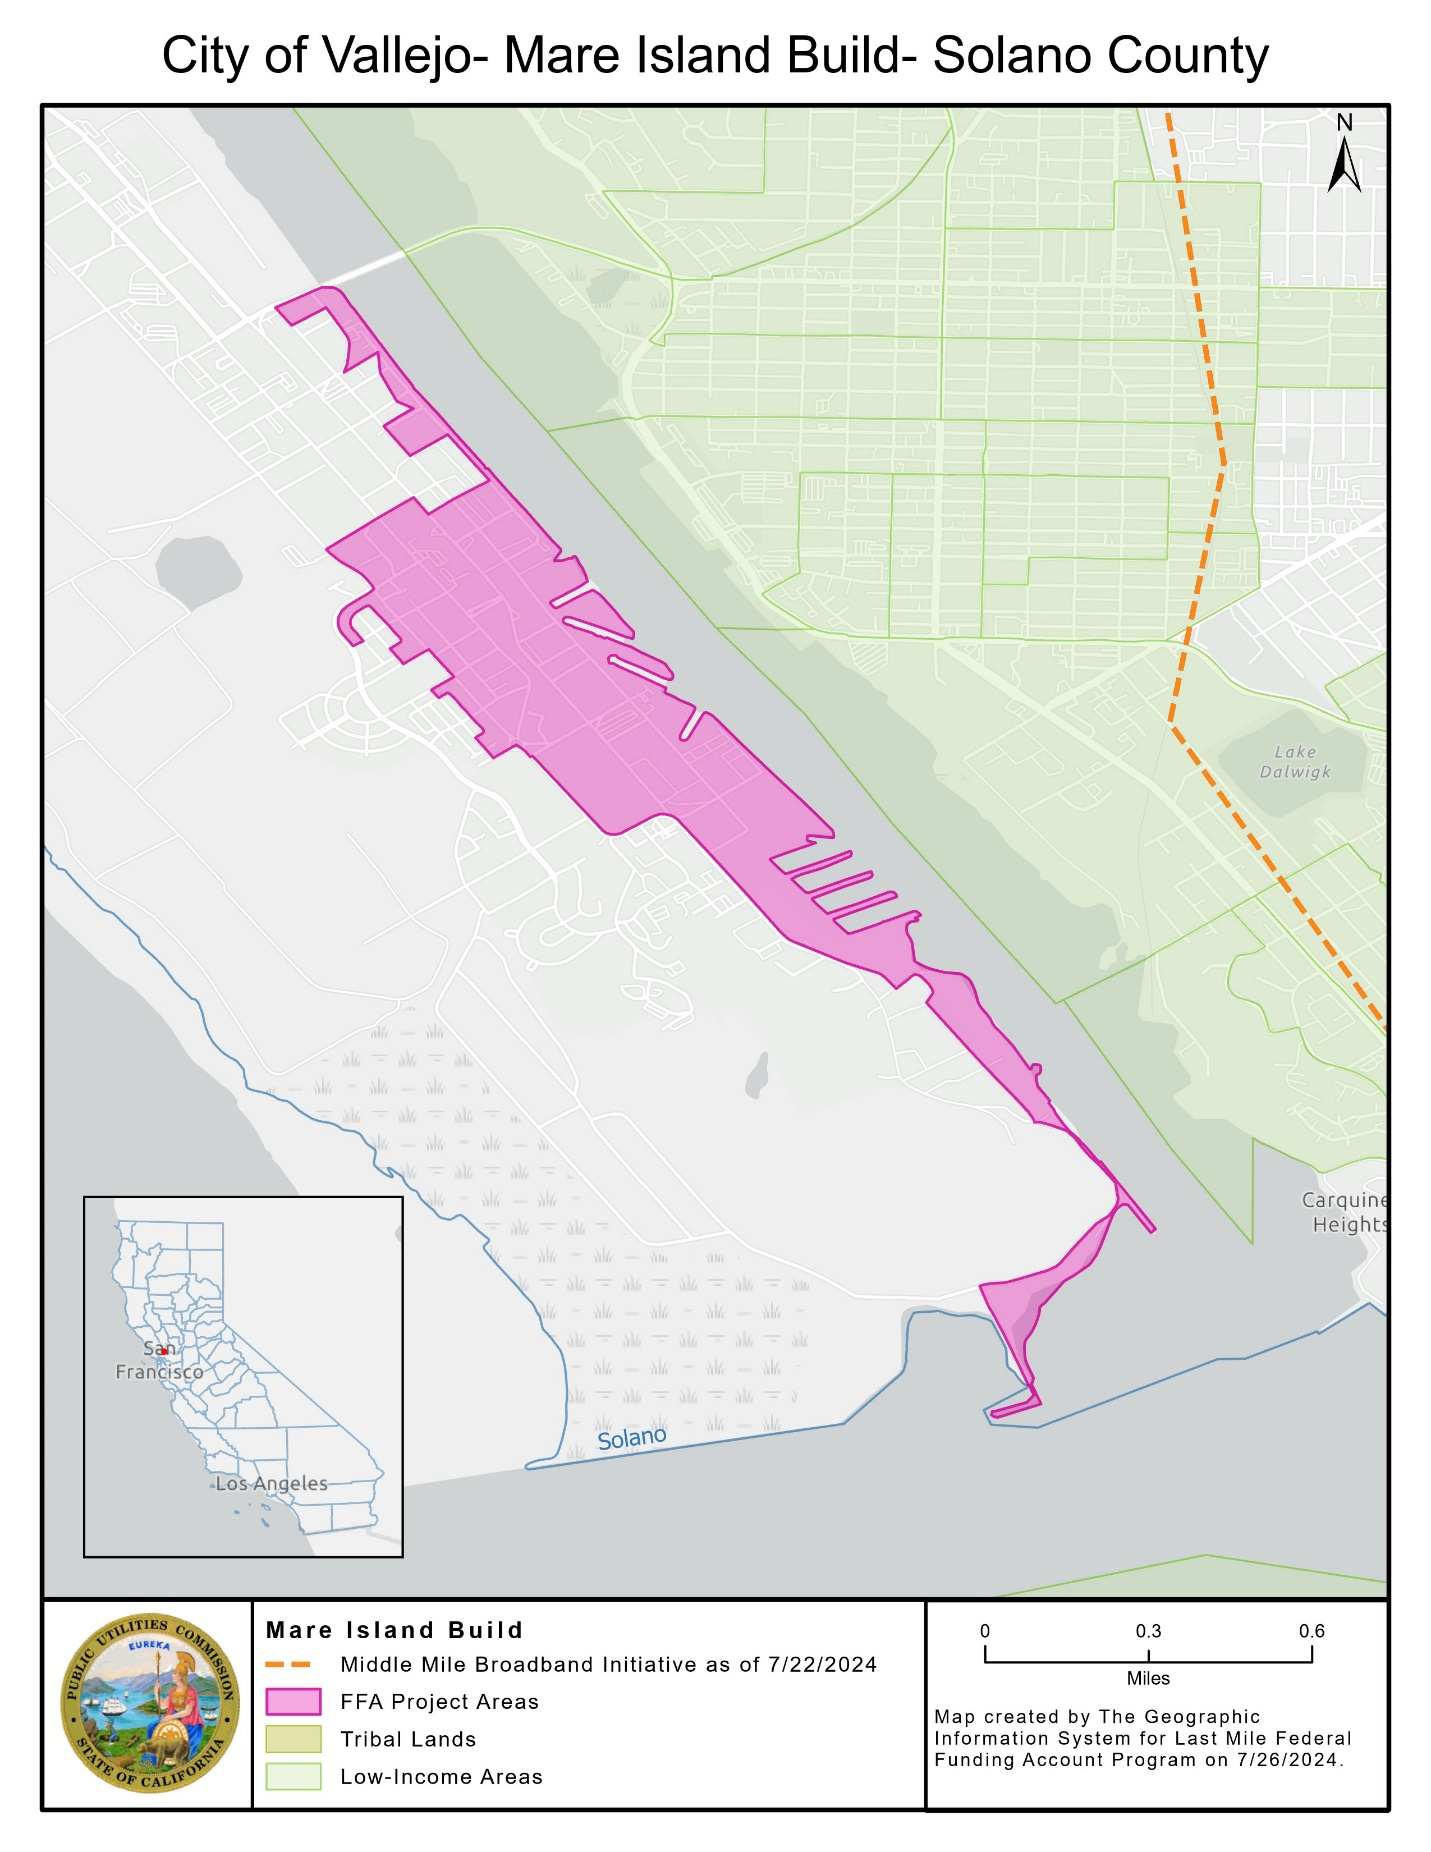 City of Vallejo- Mare Island Build- Solano County
N
Lake
Dalwigk
Carquine
Heights
San
Francisco
Los Angeles
Solano
PUBLIC UTILITIES COMMISSION
EUREKA
STATE OF CALIFORNIA
Mare Island Build
Middle Mile Broadband Initiative as of 7/22/2024
FFA Project Areas
Tribal Lands
Low-Income Areas
0 0.3 0.6
Miles
Map created by The Geographic
Information System for Last Mile Federal
Funding Account Program on 7/26/2024.